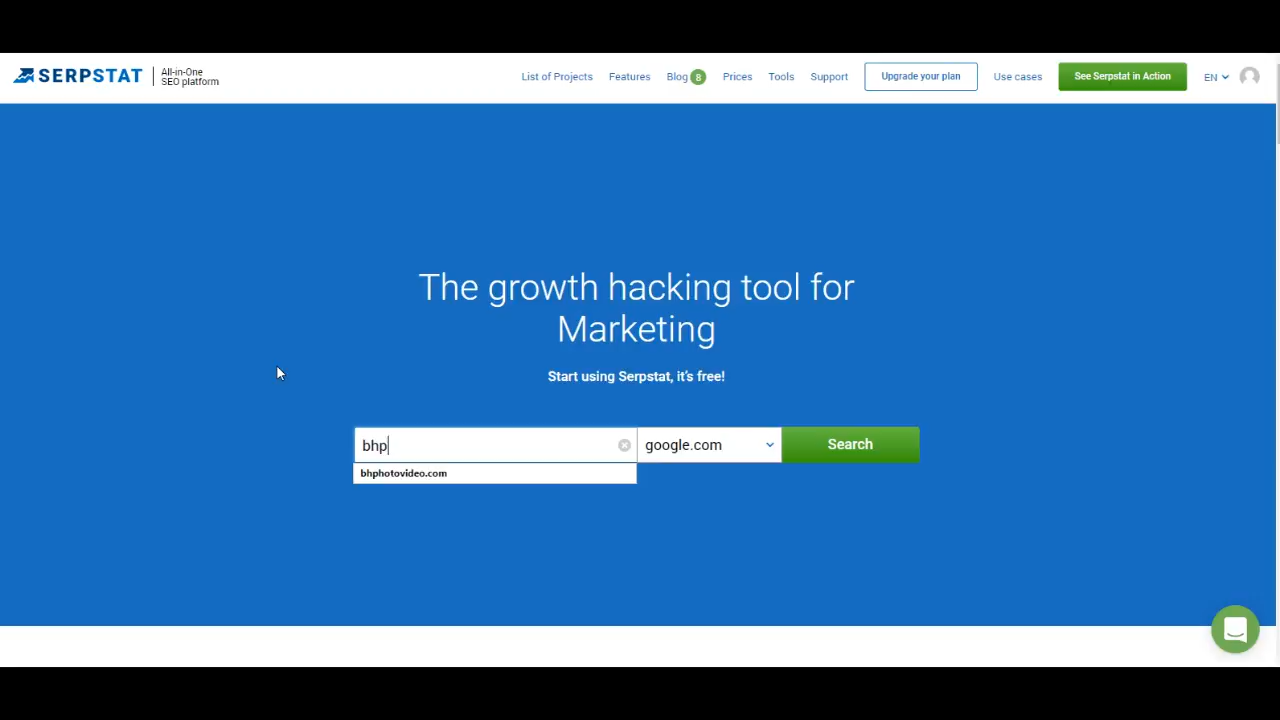 SERPSTAT
All-in-One
SEO platform
List of Projects
Features
Blog 8
Prices
Tools
Support
Upgrade your plan
Use cases
See Serpstat in Action
EN
The growth hacking tool for
Marketing
Start using Serpstat, it's free!
bhp
google.com
Search
bhphotovideo.com